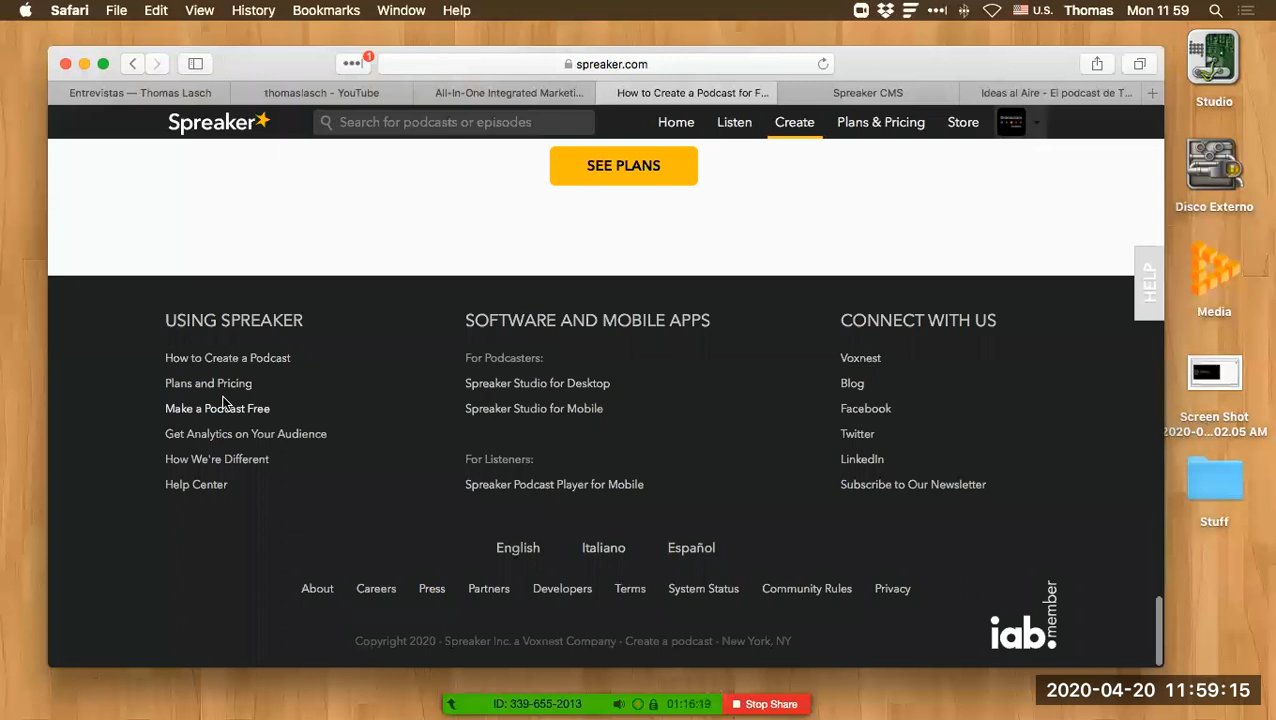 Safari File Edit View History Bookmarks Window Help U.S. Thomas Mon 11 59
1 spreaker.com
Entrevistas — Thomas Lasch thomaslasch - YouTube All-In-One Integrated Marketi... How to Create a Podcast for F... Spreaker CMS Ideas al Aire - El podcast de T...
Spreaker Search for podcasts or episodes Home Listen Create Plans & Pricing Store
SEE PLANS
HELP
USING SPREAKER
How to Create a Podcast
Plans and Pricing
Make a Podcast Free
Get Analytics on Your Audience
How We're Different
Help Center
SOFTWARE AND MOBILE APPS
For Podcasters:
Spreaker Studio for Desktop
Spreaker Studio for Mobile
For Listeners:
Spreaker Podcast Player for Mobile
CONNECT WITH US
Voxnest
Blog
Facebook
Twitter
LinkedIn
Subscribe to Our Newsletter
English Italiano Español
About Careers Press Partners Developers Terms System Status Community Rules Privacy
iab. member
Copyright 2020 - Spreaker Inc. a Voxnest Company - Create a podcast - New York, NY
Studio
Disco Externo
Media
Screen Shot
2020-0...02.05 AM
Stuff
ID: 339-655-2013 01:16:19 Stop Share
2020-04-20 11:59:15